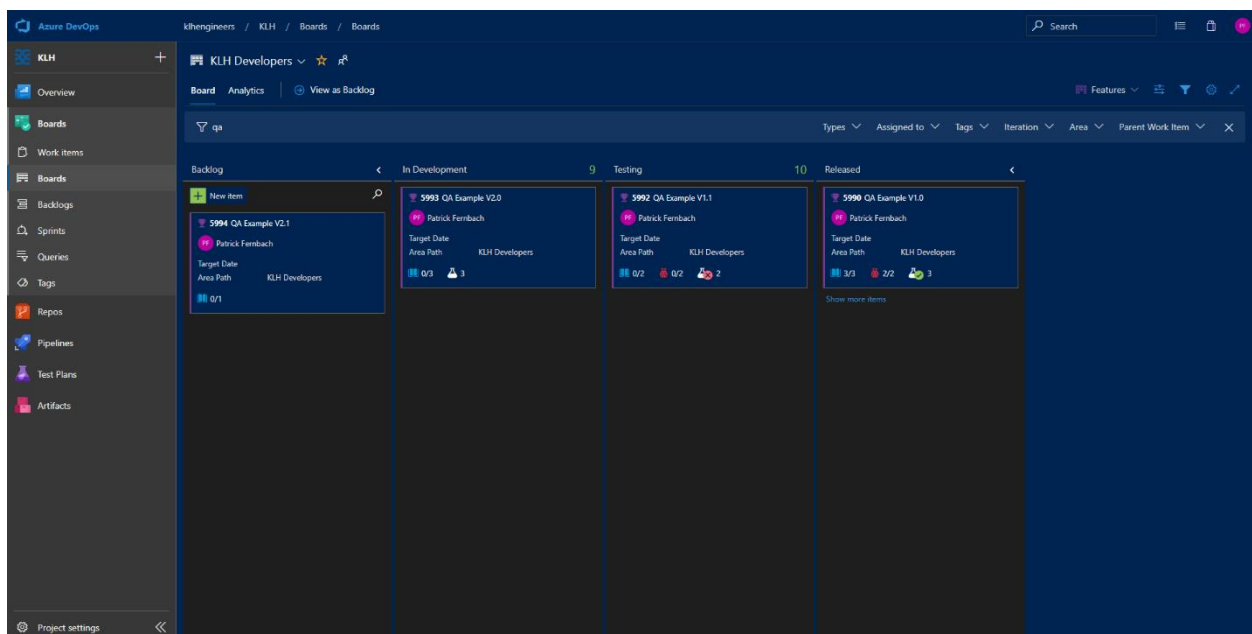 Azure DevOps
klhengineers / KLH / Boards / Boards
Search
PF
KLH
KLH Developers
Overview
Board Analytics View as Backlog
Features
Boards
qa
Types Assigned to Tags Iteration Area Parent Work Item
Work items
Boards
Backlogs
Sprints
Queries
Tags
Repos
Pipelines
Test Plans
Artifacts
Project settings
Backlog
New item
5994 QA Example V2.1
PF Patrick Fernbach
Target Date
Area Path KLH Developers
0/1
In Development 9
5993 QA Example V2.0
PF Patrick Fernbach
Target Date
Area Path KLH Developers
0/3 3
Testing 10
5992 QA Example V1.1
PF Patrick Fernbach
Target Date
Area Path KLH Developers
0/2 0/2 2
Released
5990 QA Example V1.0
PF Patrick Fernbach
Target Date
Area Path KLH Developers
3/3 2/2 3
Show more items